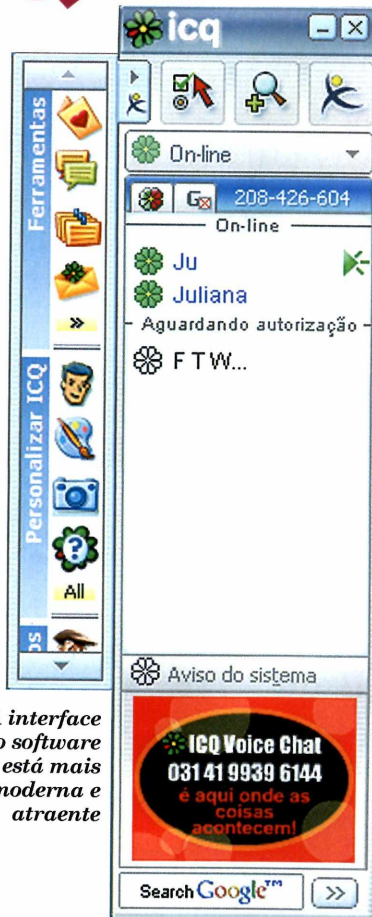 icq
Ferramentas
Personalizar ICQ
All
os
On-line
208-426-604
On-line
Ju
Juliana
Aguardando autorização
F T W...
Aviso do sistema
ICQ Voice Chat
031 41 9939 6144
é aqui onde as
coisas
acontecem!
Search Google™
interface
o software
está mais
moderna e
atraente